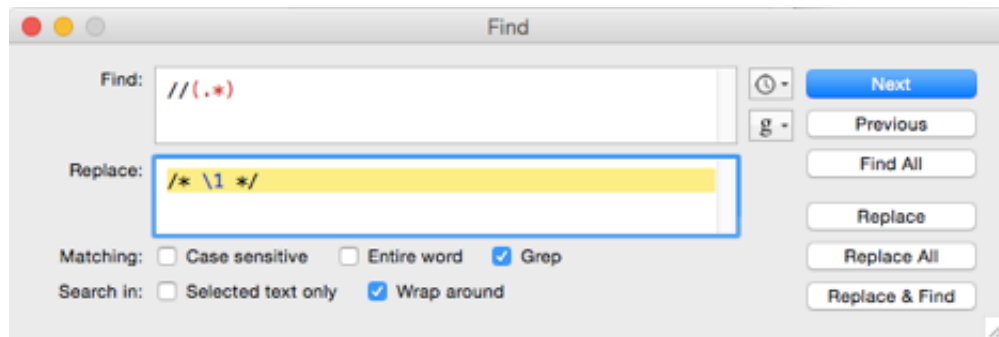 Find
Find: //(.*)
g
Replace: /* \1 */
Matching: Case sensitive Entire word Grep
Search in: Selected text only Wrap around
Next
Previous
Find All
Replace
Replace All
Replace & Find